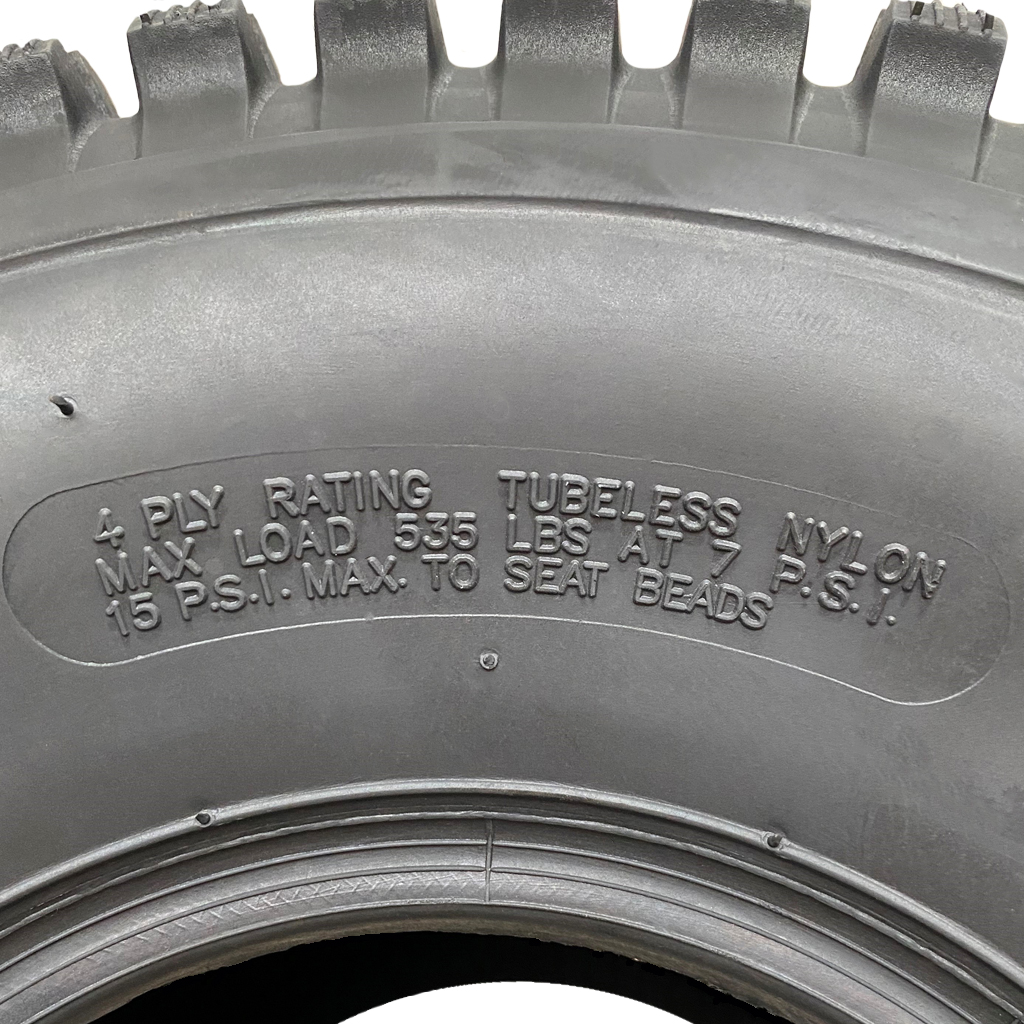 4 PLY RATING TUBELESS NYLON
MAX LOAD 535 LBS AT 7 P.S.I.
15 P.S.I. MAX. TO SEAT BEADS